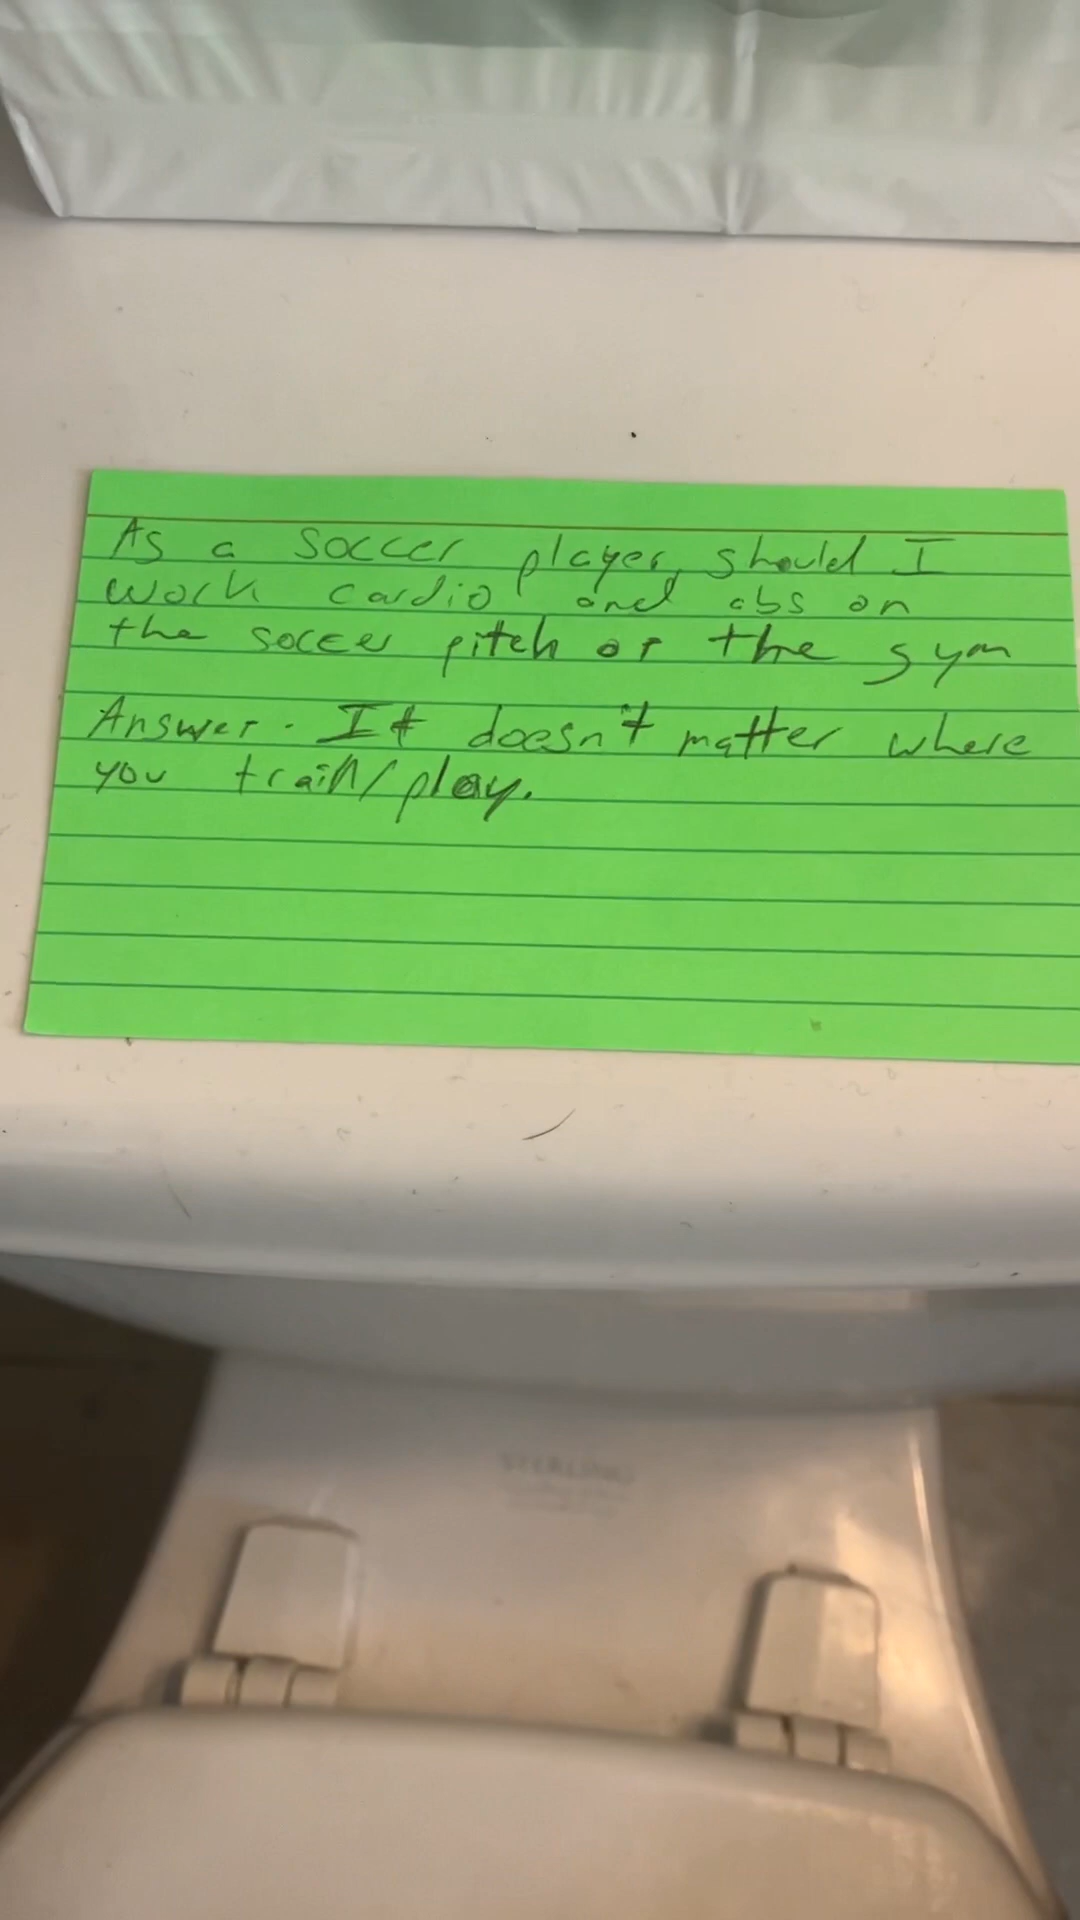 As a soccer player, should I
work cardio and abs on
the soccer pitch or the gym
Answer. It doesn't matter where
you train/play.
STERLING